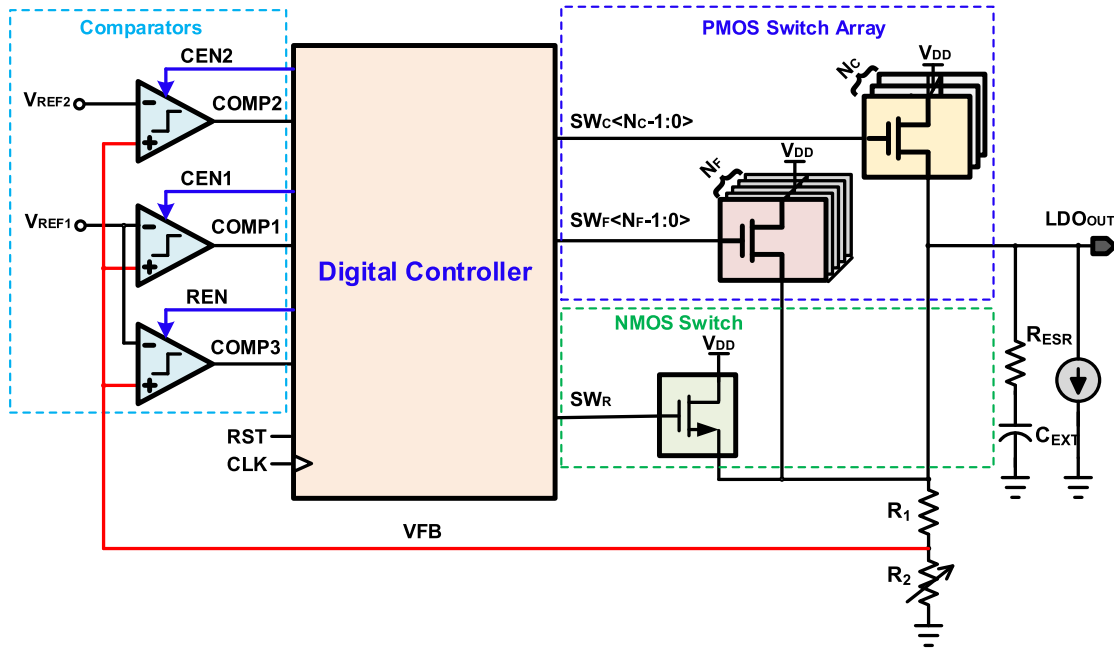 Comparators
PMOS Switch Array
CEN2
VREF2
COMP2
VDD
NC
SWC<NC-1:0>
CEN1
VREF1
COMP1
VDD
NF
SWF<NF-1:0>
LDOOUT
Digital Controller
REN
COMP3
NMOS Switch
VDD
SWR
RESR
CEXT
RST
CLK
R1
VFB
R2